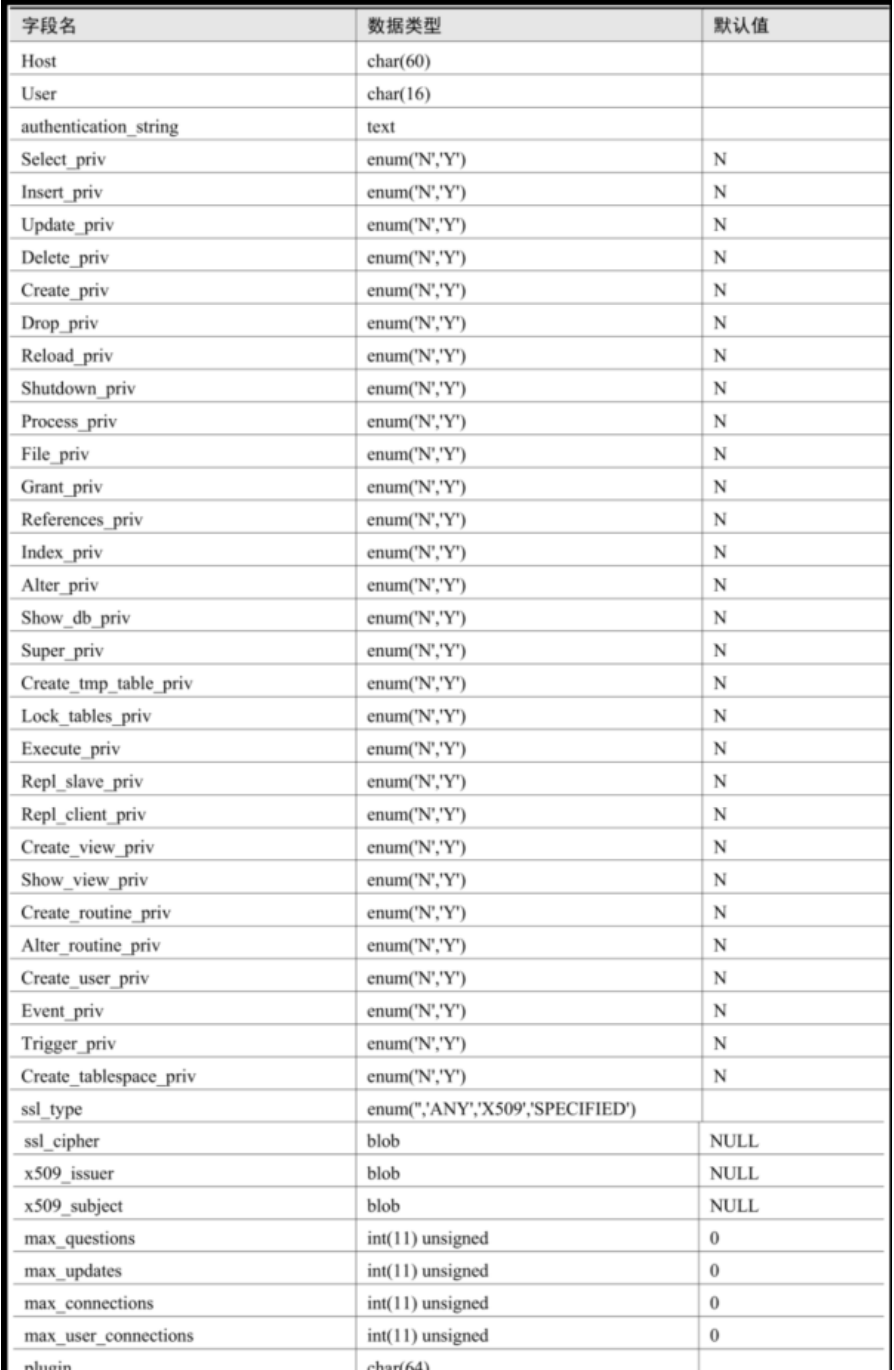 字段名 数据类型 默认值
Host char(60)
User char(16)
authentication_string text
Select_priv enum('N','Y') N
Insert_priv enum('N','Y') N
Update_priv enum('N','Y') N
Delete_priv enum('N','Y') N
Create_priv enum('N','Y') N
Drop_priv enum('N','Y') N
Reload_priv enum('N','Y') N
Shutdown_priv enum('N','Y') N
Process_priv enum('N','Y') N
File_priv enum('N','Y') N
Grant_priv enum('N','Y') N
References_priv enum('N','Y') N
Index_priv enum('N','Y') N
Alter_priv enum('N','Y') N
Show_db_priv enum('N','Y') N
Super_priv enum('N','Y') N
Create_tmp_table_priv enum('N','Y') N
Lock_tables_priv enum('N','Y') N
Execute_priv enum('N','Y') N
Repl_slave_priv enum('N','Y') N
Repl_client_priv enum('N','Y') N
Create_view_priv enum('N','Y') N
Show_view_priv enum('N','Y') N
Create_routine_priv enum('N','Y') N
Alter_routine_priv enum('N','Y') N
Create_user_priv enum('N','Y') N
Event_priv enum('N','Y') N
Trigger_priv enum('N','Y') N
Create_tablespace_priv enum('N','Y') N
ssl_type enum('','ANY','X509','SPECIFIED')
ssl_cipher blob NULL
x509_issuer blob NULL
x509_subject blob NULL
max_questions int(11) unsigned 0
max_updates int(11) unsigned 0
max_connections int(11) unsigned 0
max_user_connections int(11) unsigned 0
plugin char(64)